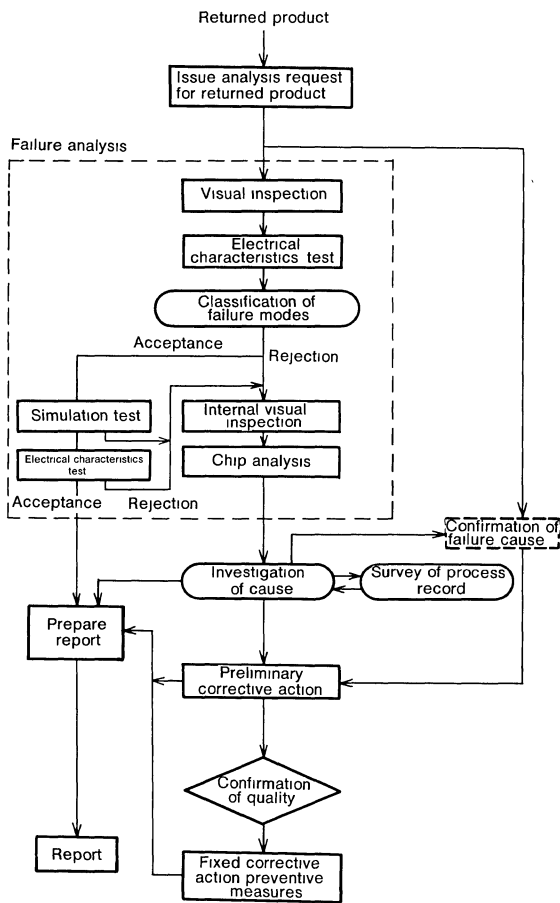 Returned product
Issue analysis request
for returned product
Failure analysis
Visual inspection
Electrical
characteristics test
Classification of
failure modes
Acceptance
Rejection
Simulation test
Internal visual
inspection
Electrical characteristics
test
Chip analysis
Acceptance
Rejection
Confirmation of
failure cause
Investigation
of cause
Survey of process
record
Prepare
report
Preliminary
corrective action
Confirmation
of quality
Report
Fixed corrective
action preventive
measures